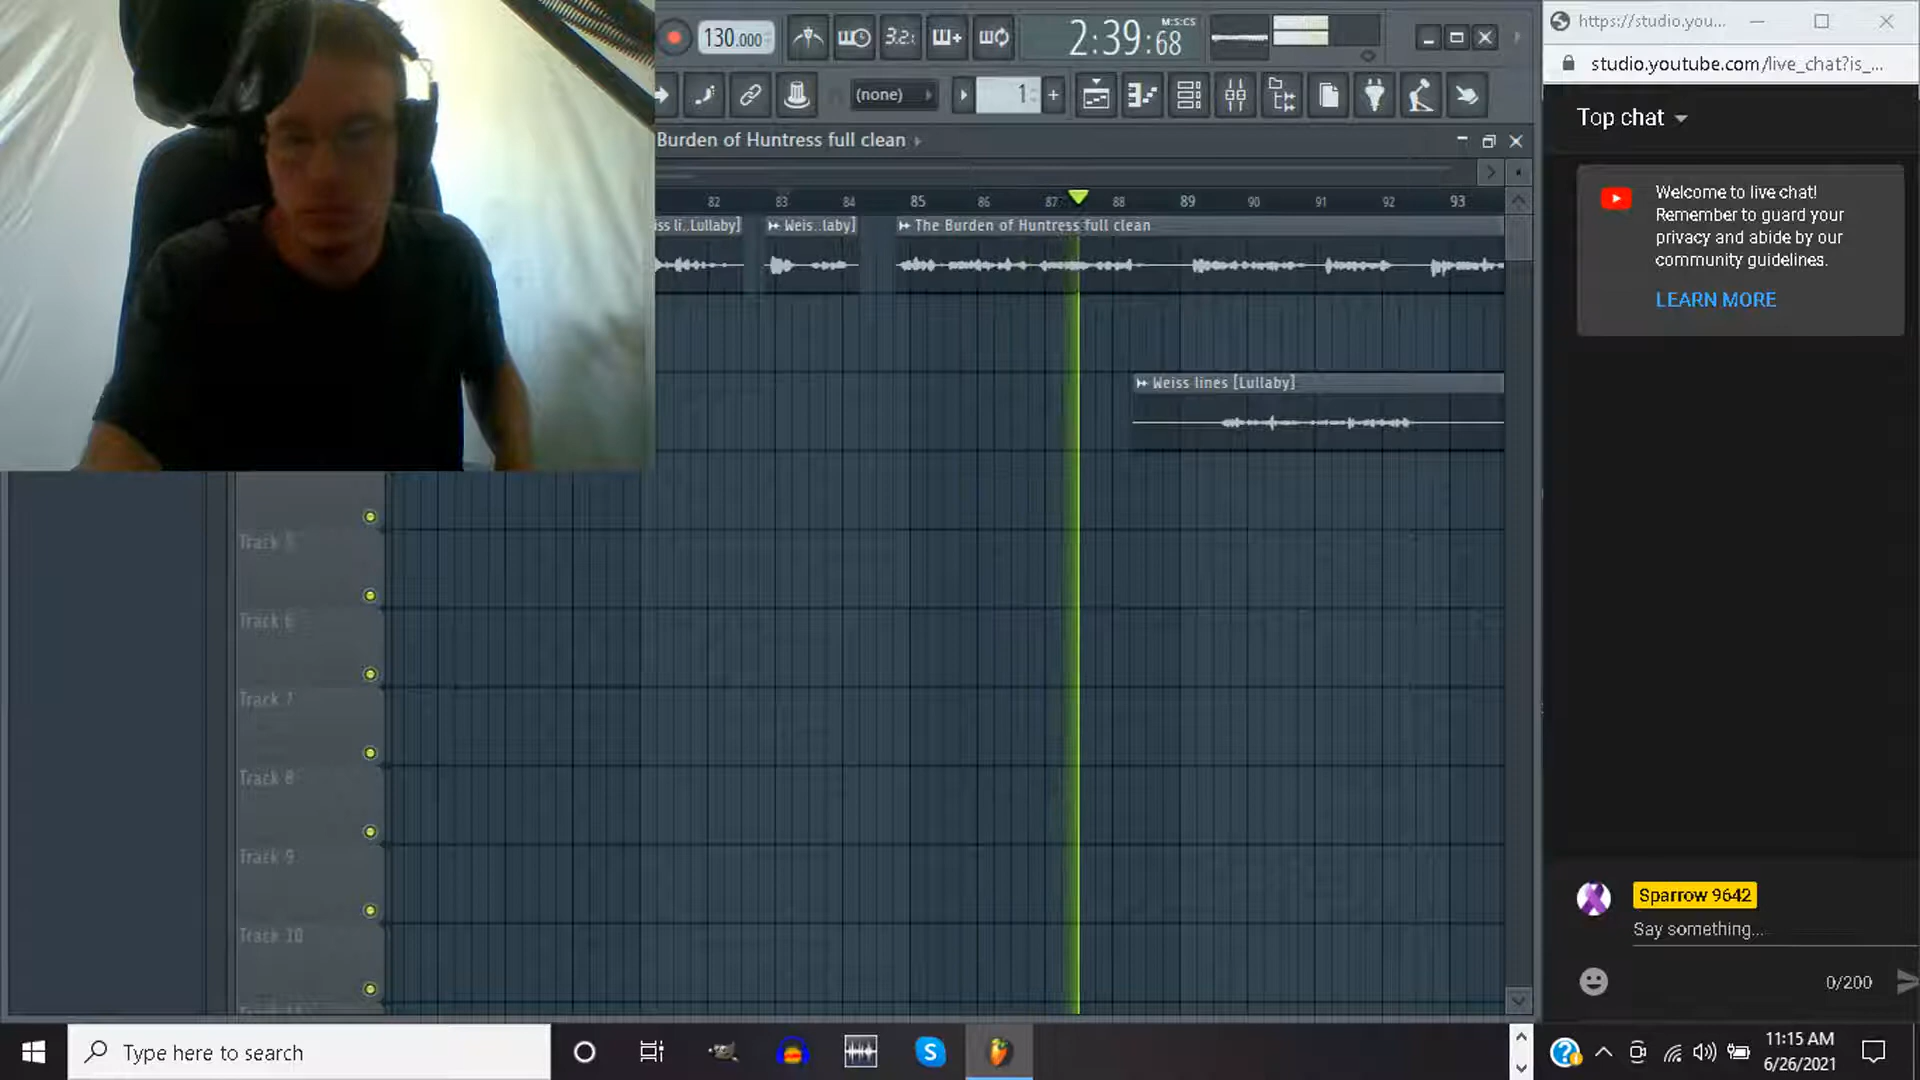 130.000
3.2:
2:39:68
M:S:CS
(none)
1
Burden of Huntress full clean
82 83 84 85 86 87 88 89 90 91 92 93
ss li..Lullaby]
Weis..laby]
The Burden of Huntress full clean
Weiss lines [Lullaby]
Track 5
Track 6
Track 7
Track 8
Track 9
Track 10
https://studio.you...
studio.youtube.com/live_chat?is_...
Top chat
Welcome to live chat!
Remember to guard your
privacy and abide by our
community guidelines.
LEARN MORE
Sparrow 9642
Say something...
0/200
Type here to search
11:15 AM
6/26/2021